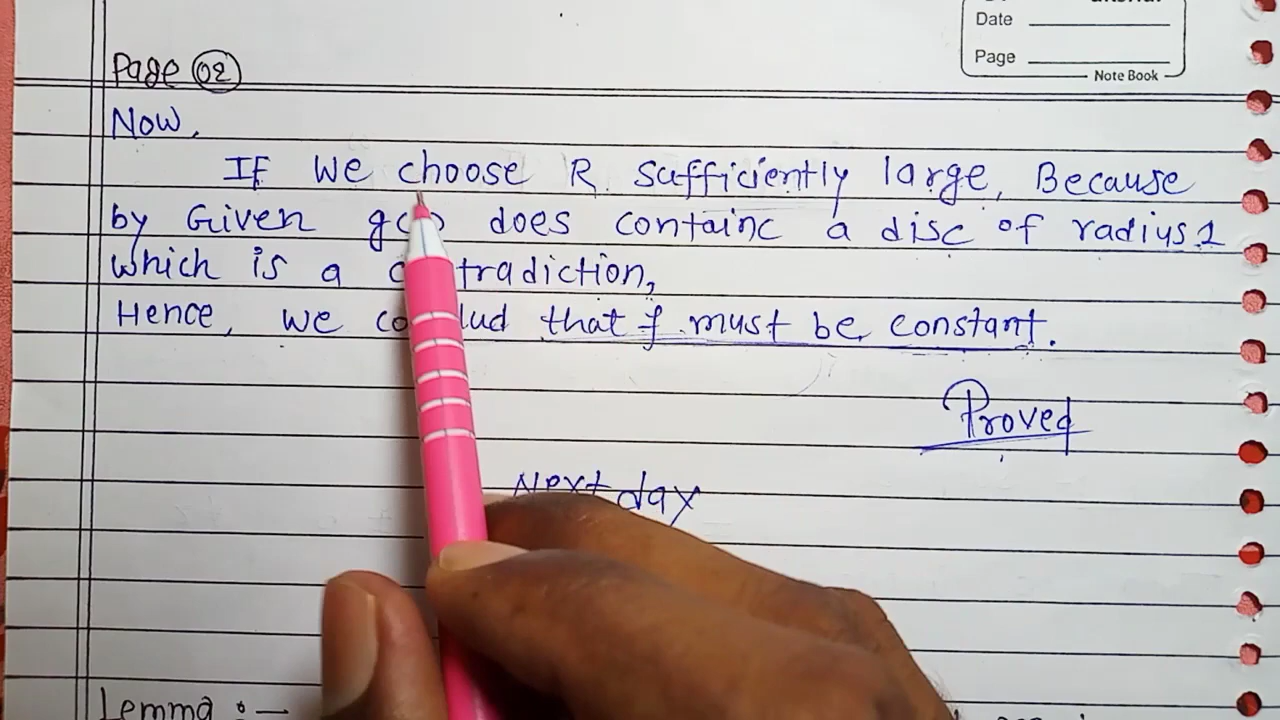 Date
Page
Note Book
Page 02
Now,
IF we choose R sufficiently large, Because
by Given does containc a disc of radius 1
which is a tradiction,
Hence, we that f must be constant.
Proved
Next day
Lemma :-